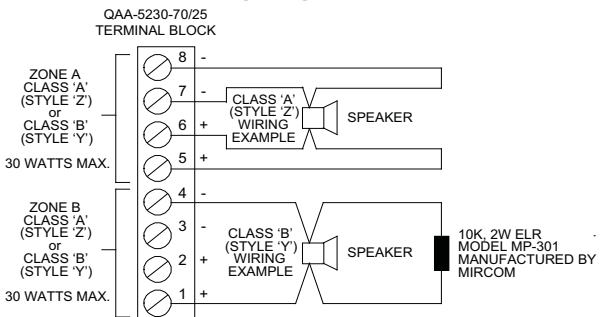 QAA-5230-70/25
TERMINAL BLOCK
8 -
7 -
6 +
5 +
4 -
3 -
2 +
1 +
ZONE A
CLASS ‘A’
(STYLE ‘Z’)
or
CLASS ‘B’
(STYLE ‘Y’)
30 WATTS MAX.
ZONE B
CLASS ‘A’
(STYLE ‘Z’)
or
CLASS ‘B’
(STYLE ‘Y’)
30 WATTS MAX.
CLASS ‘A’
(STYLE ‘Z’)
WIRING
EXAMPLE
SPEAKER
CLASS ‘B’
(STYLE ‘Y’)
WIRING
EXAMPLE
SPEAKER
10K, 2W ELR
MODEL MP-301
MANUFACTURED BY
MIRCOM